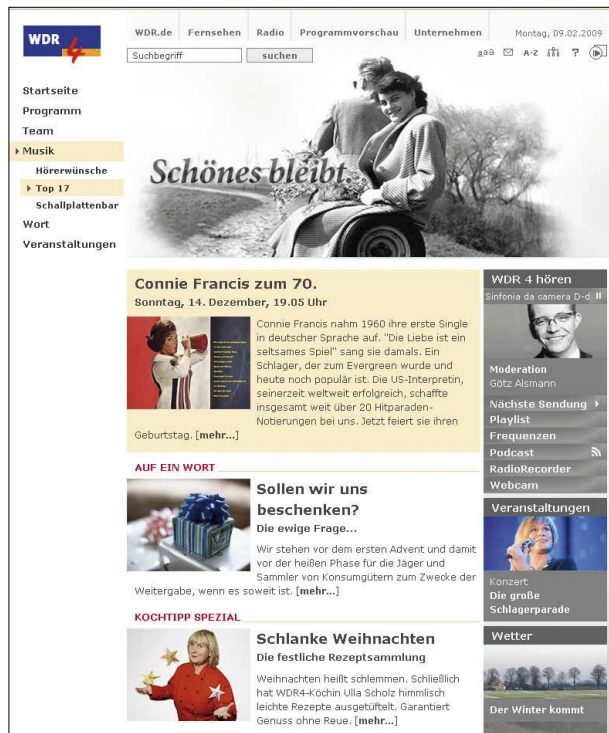 WDR 4
WDR.de Fernsehen Radio Programmvorschau Unternehmen Montag, 09.02.2009
Suchbegriff suchen aaa A-Z ?
Startseite
Programm
Team
Musik
Hörerwünsche
Top 17
Schallplattenbar
Wort
Veranstaltungen
Schönes bleibt.
Connie Francis zum 70.
Sonntag, 14. Dezember, 19.05 Uhr
Connie Francis nahm 1960 ihre erste Single
in deutscher Sprache auf. "Die Liebe ist ein
seltsames Spiel" sang sie damals. Ein
Schlager, der zum Evergreen wurde und
heute noch populär ist. Die US-Interpretin,
seinerzeit weltweit erfolgreich, schaffte
insgesamt weit über 20 Hitparaden-
Notierungen bei uns. Jetzt feiert sie ihren
Geburtstag. [mehr...]
AUF EIN WORT
Sollen wir uns
beschenken?
Die ewige Frage...
Wir stehen vor dem ersten Advent und damit
vor der heißen Phase für die Jäger und
Sammler von Konsumgütern zum Zwecke der
Weitergabe, wenn es soweit ist. [mehr...]
KOCHTIPP SPEZIAL
Schlanke Weihnachten
Die festliche Rezeptsammlung
Weihnachten heißt schlemmen. Schließlich
hat WDR4-Köchin Ulla Scholz himmlisch
leichte Rezepte ausgetüftelt. Garantiert
Genuss ohne Reue. [mehr...]
WDR 4 hören
Sinfonia da camera D-d
Moderation
Götz Alsmann
Nächste Sendung
Playlist
Frequenzen
Podcast
RadioRecorder
Webcam
Veranstaltungen
Konzert
Die große
Schlagerparade
Wetter
Der Winter kommt